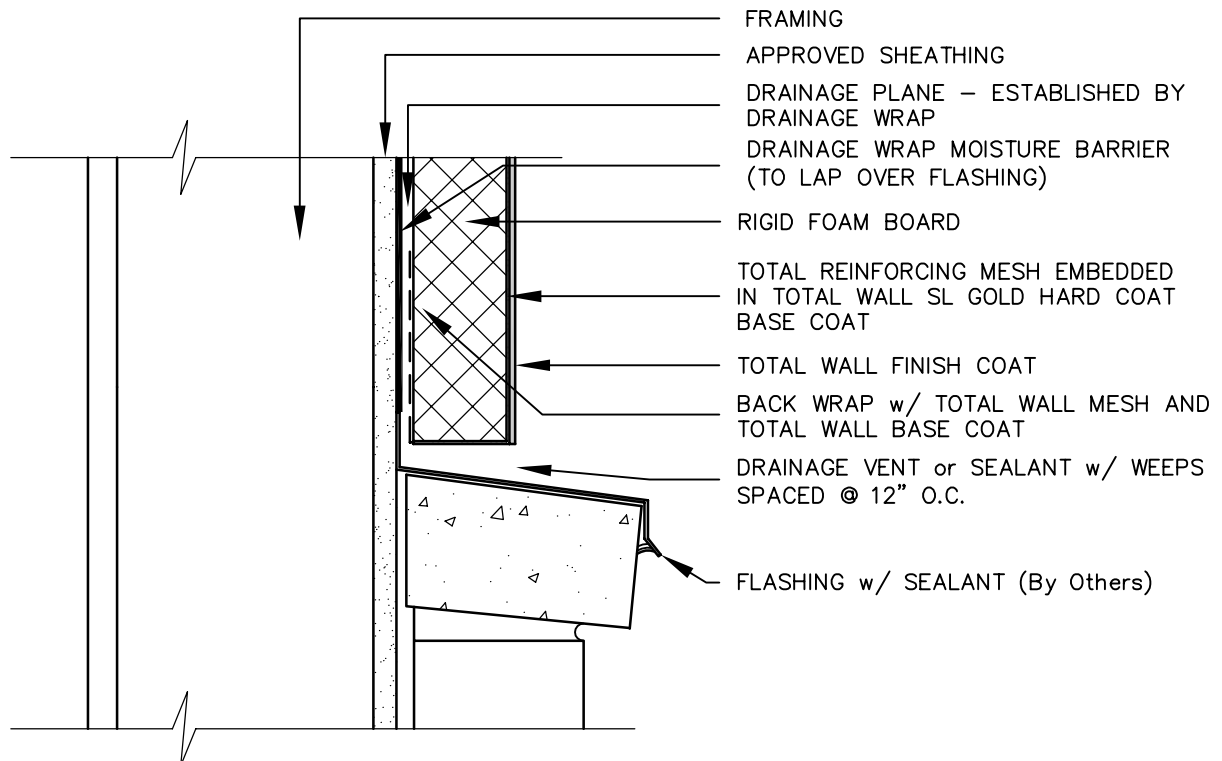 FRAMING
APPROVED SHEATHING
DRAINAGE PLANE – ESTABLISHED BY
DRAINAGE WRAP
DRAINAGE WRAP MOISTURE BARRIER
(TO LAP OVER FLASHING)
RIGID FOAM BOARD
TOTAL REINFORCING MESH EMBEDDED
IN TOTAL WALL SL GOLD HARD COAT
BASE COAT
TOTAL WALL FINISH COAT
BACK WRAP w/ TOTAL WALL MESH AND
TOTAL WALL BASE COAT
DRAINAGE VENT or SEALANT w/ WEEPS
SPACED @ 12" O.C.
FLASHING w/ SEALANT (By Others)